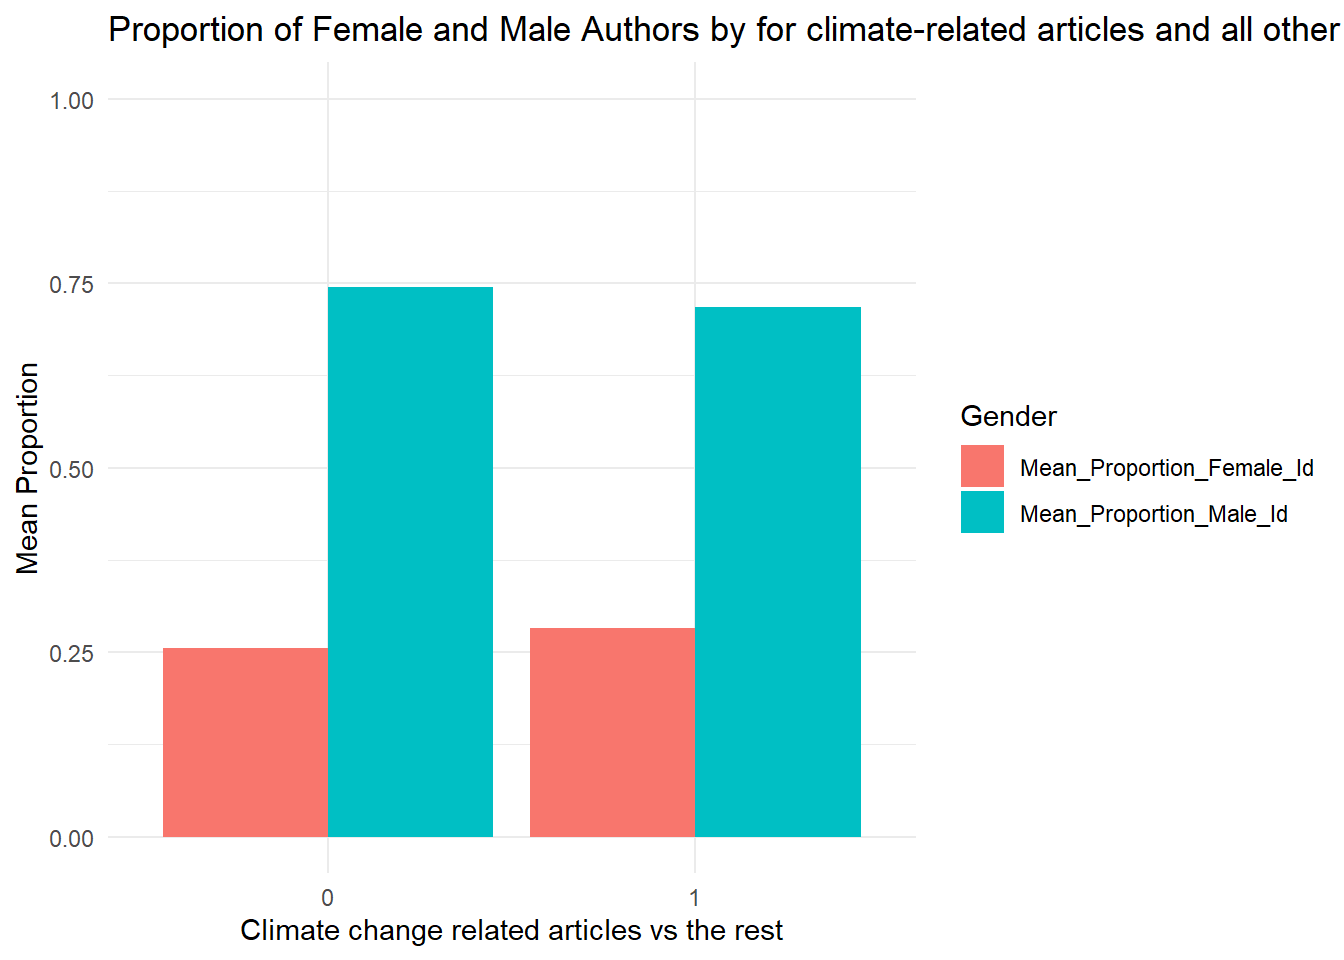 Proportion of Female and Male Authors by for climate-related articles and all other
1.00
0.75
0.50
0.25
0.00
Mean Proportion
0
1
Climate change related articles vs the rest
Gender
Mean_Proportion_Female_Id
Mean_Proportion_Male_Id